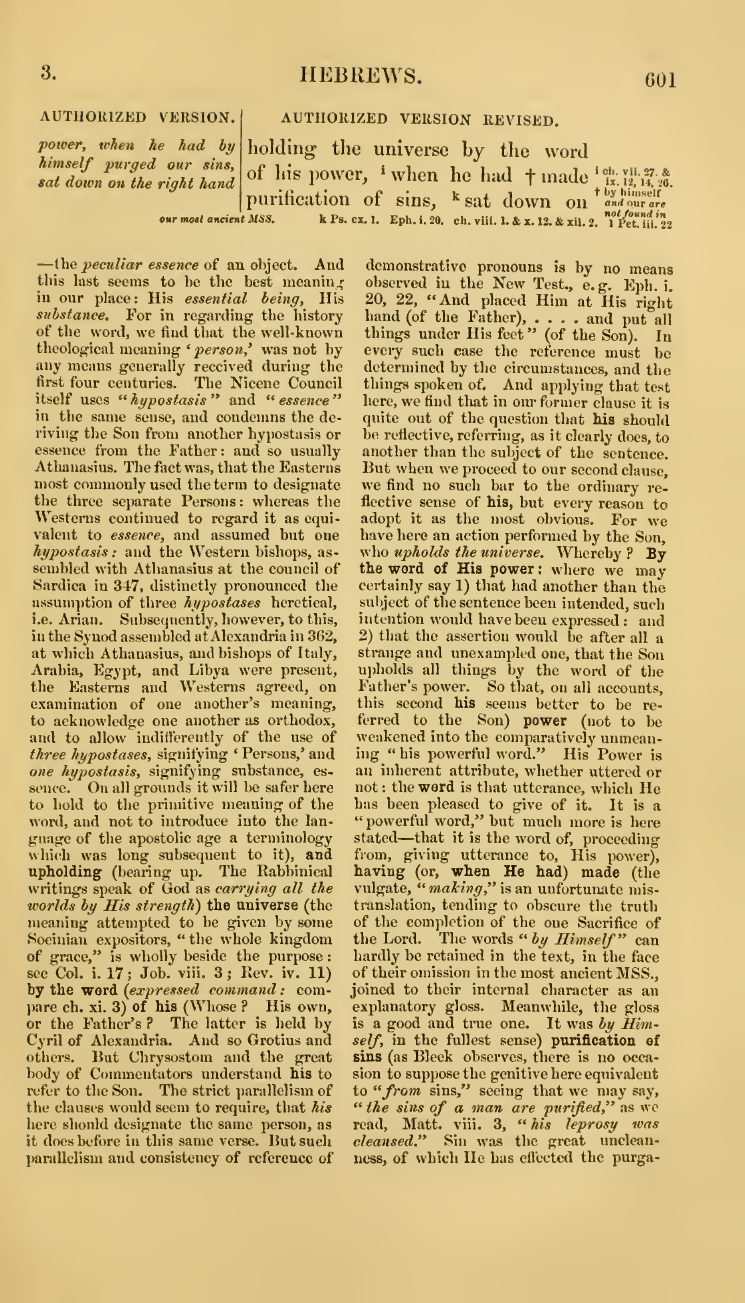 3.
HEBREWS.
601
AUTHORIZED VERSION.
power, when he had by
himself purged our sins,
sat down on the right hand
AUTHORIZED VERSION REVISED.
holding the universe by the word
of his power, i when he had † made
purification of sins, k sat down on
i ch. vii. 27. &
ix. 12, 14, 26.
† by himself
and our are
not found in
our most ancient MSS.
k Ps. cx. 1. Eph. i. 20. ch. viii. 1. & x. 12. & xii. 2. 1 Pet. iii. 22
—the peculiar essence of an object. And
this last seems to be the best meaning
in our place: His essential being, His
substance. For in regarding the history
of the word, we find that the well-known
theological meaning ‘person,’ was not by
any means generally received during the
first four centuries. The Nicene Council
itself uses “hypostasis” and “essence”
in the same sense, and condemns the de-
riving the Son from another hypostasis or
essence from the Father: and so usually
Athanasius. The fact was, that the Easterns
most commonly used the term to designate
the three separate Persons: whereas the
Westerns continued to regard it as equi-
valent to essence, and assumed but one
hypostasis: and the Western bishops, as-
sembled with Athanasius at the council of
Sardica in 347, distinctly pronounced the
assumption of three hypostases heretical,
i.e. Arian. Subsequently, however, to this,
in the Synod assembled at Alexandria in 362,
at which Athanasius, and bishops of Italy,
Arabia, Egypt, and Libya were present,
the Easterns and Westerns agreed, on
examination of one another's meaning,
to acknowledge one another as orthodox,
and to allow indifferently of the use of
three hypostases, signifying ‘Persons,’ and
one hypostasis, signifying substance, es-
sence. On all grounds it will be safer here
to hold to the primitive meaning of the
word, and not to introduce into the lan-
guage of the apostolic age a terminology
which was long subsequent to it), and
upholding (bearing up. The Rabbinical
writings speak of God as carrying all the
worlds by His strength) the universe (the
meaning attempted to be given by some
Socinian expositors, “the whole kingdom
of grace,” is wholly beside the purpose:
see Col. i. 17; Job. viii. 3; Rev. iv. 11)
by the word (expressed command: com-
pare ch. xi. 3) of his (Whose? His own,
or the Father's? The latter is held by
Cyril of Alexandria. And so Grotius and
others. But Chrysostom and the great
body of Commentators understand his to
refer to the Son. The strict parallelism of
the clauses would seem to require, that his
here should designate the same person, as
it does before in this same verse. But such
parallelism and consistency of reference of
demonstrative pronouns is by no means
observed in the New Test., e.g. Eph. i.
20, 22, “And placed Him at His right
hand (of the Father), . . . . and put all
things under His feet” (of the Son). In
every such case the reference must be
determined by the circumstances, and the
things spoken of. And applying that test
here, we find that in our former clause it is
quite out of the question that his should
be reflective, referring, as it clearly does, to
another than the subject of the sentence.
But when we proceed to our second clause,
we find no such bar to the ordinary re-
flective sense of his, but every reason to
adopt it as the most obvious. For we
have here an action performed by the Son,
who upholds the universe. Whereby? By
the word of His power: where we may
certainly say 1) that had another than the
subject of the sentence been intended, such
intention would have been expressed: and
2) that the assertion would be after all a
strange and unexampled one, that the Son
upholds all things by the word of the
Father's power. So that, on all accounts,
this second his seems better to be re-
ferred to the Son) power (not to be
weakened into the comparatively unmean-
ing “his powerful word.” His Power is
an inherent attribute, whether uttered or
not: the word is that utterance, which He
has been pleased to give of it. It is a
“powerful word,” but much more is here
stated—that it is the word of, proceeding
from, giving utterance to, His power),
having (or, when He had) made (the
vulgate, “making,” is an unfortunate mis-
translation, tending to obscure the truth
of the completion of the one Sacrifice of
the Lord. The words “by Himself” can
hardly be retained in the text, in the face
of their omission in the most ancient MSS.,
joined to their internal character as an
explanatory gloss. Meanwhile, the gloss
is a good and true one. It was by Him-
self, in the fullest sense) purification of
sins (as Bleek observes, there is no occa-
sion to suppose the genitive here equivalent
to “from sins,” seeing that we may say,
“the sins of a man are purified,” as we
read, Matt. viii. 3, “his leprosy was
cleansed.” Sin was the great unclean-
ness, of which He has effected the purga-